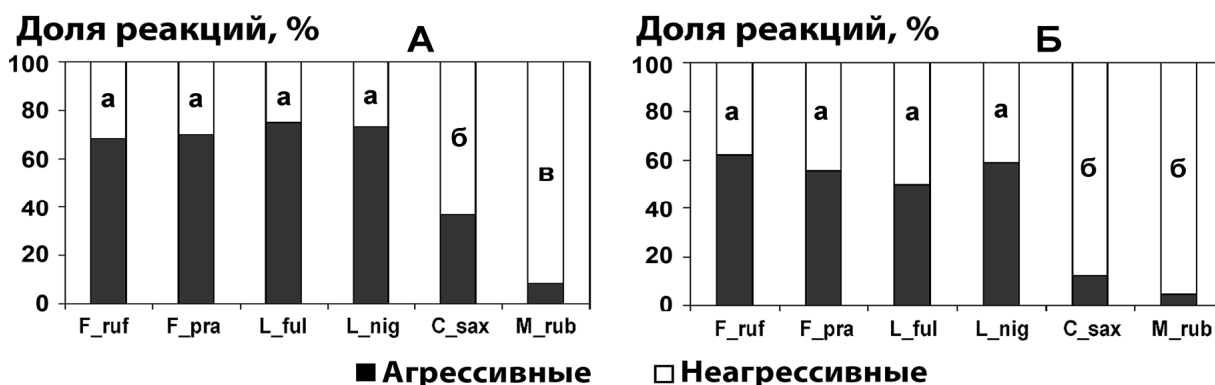 Доля реакций, %
А
100
80
60
40
20
0
а
а
а
а
б
в
F_ruf
F_pra
L_ful
L_nig
C_sax
M_rub
Доля реакций, %
Б
100
80
60
40
20
0
а
а
а
а
б
б
F_ruf
F_pra
L_ful
L_nig
C_sax
M_rub
Агрессивные
Неагрессивные